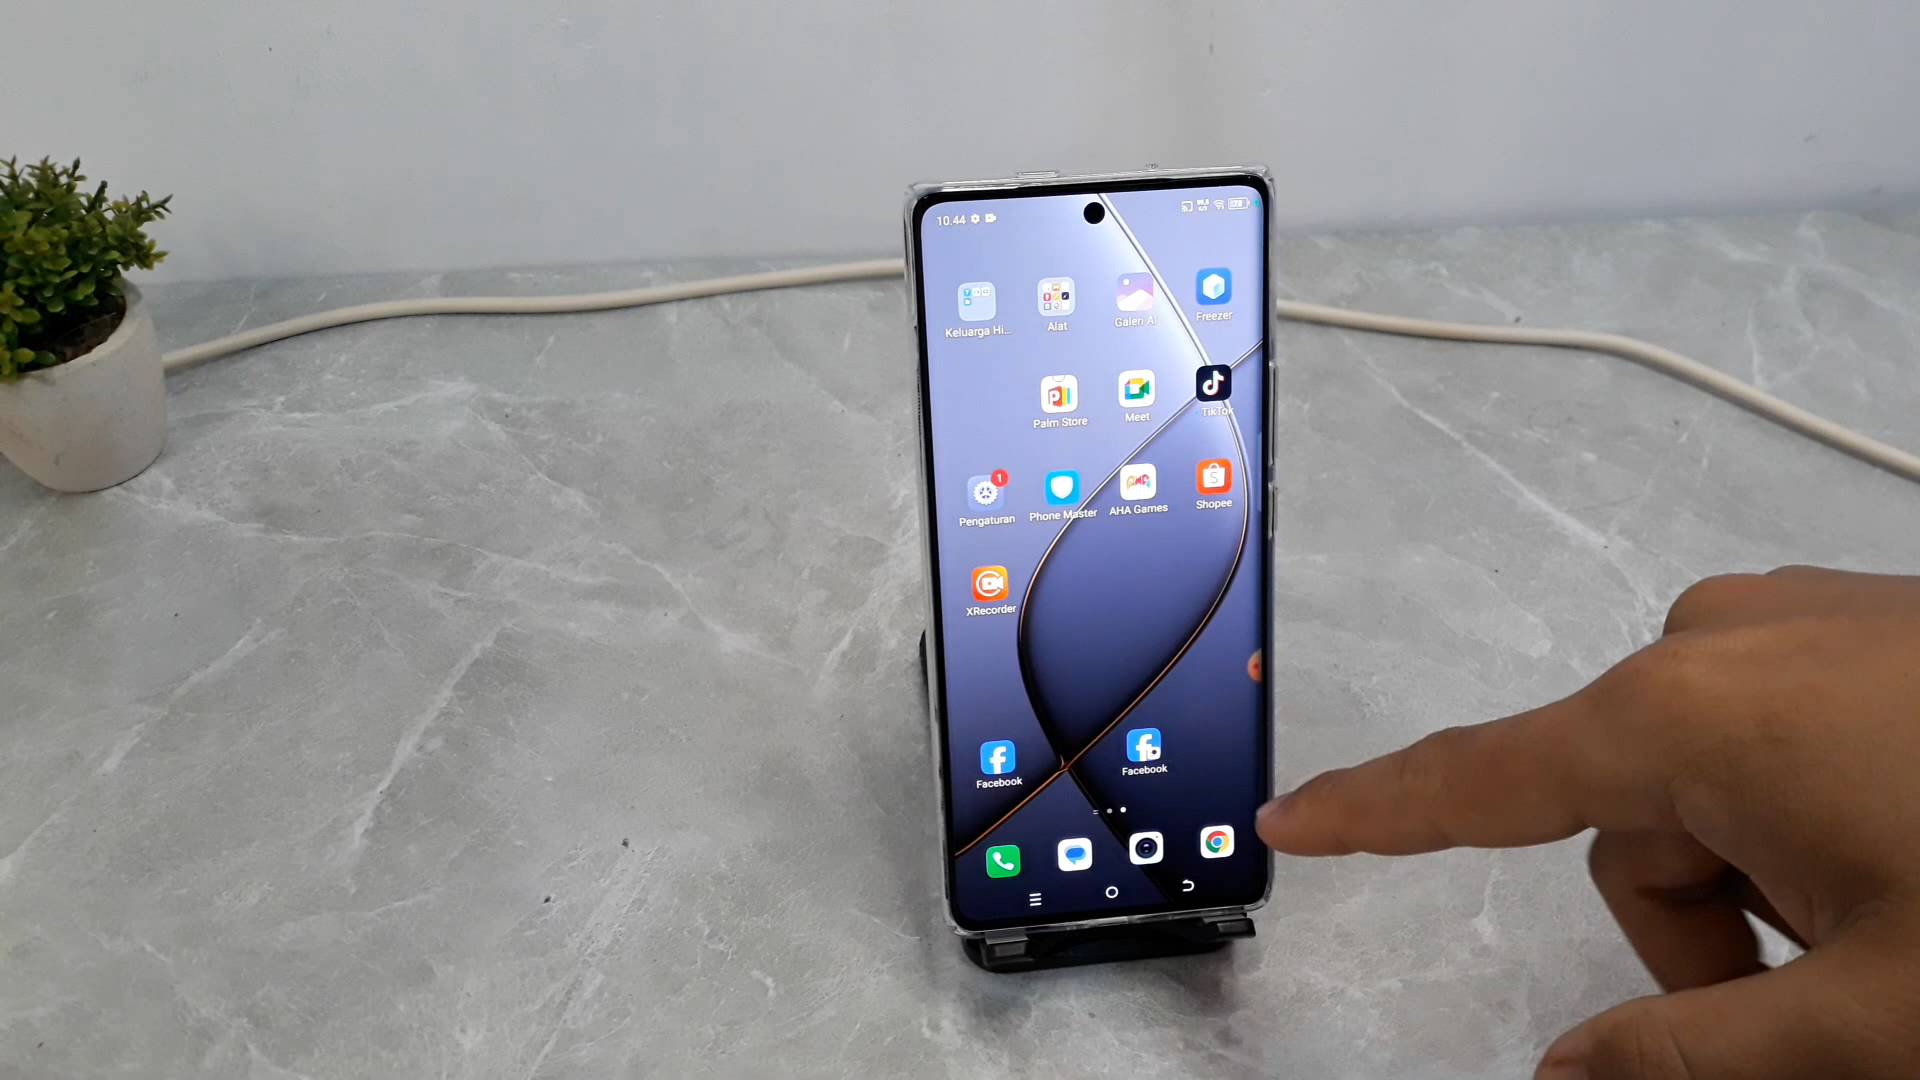 10.44
Keluarga Hi...
Alat
Galeri AI
Freezer
Palm Store
Meet
TikTok
1
Pengaturan
Phone Master
AHA Games
Shopee
XRecorder
Facebook
Facebook